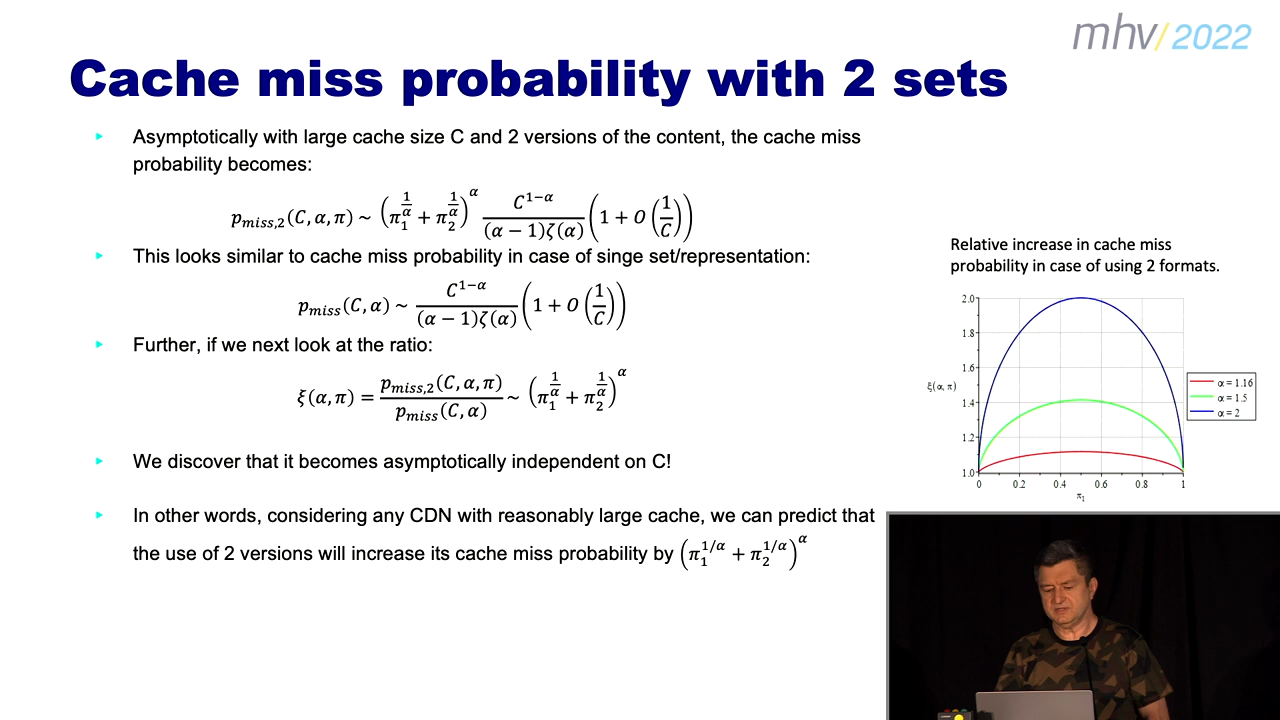 mhv/2022
Cache miss probability with 2 sets
▸ Asymptotically with large cache size C and 2 versions of the content, the cache miss
probability becomes:
p_{miss,2}(C, α, π) ~ (π_1^{1/α} + π_2^{1/α})^α C^{1−α}/((α − 1)ζ(α)) (1 + O(1/C))
▸ This looks similar to cache miss probability in case of singe set/representation:
p_{miss}(C, α) ~ C^{1−α}/((α − 1)ζ(α)) (1 + O(1/C))
▸ Further, if we next look at the ratio:
ξ(α, π) = p_{miss,2}(C, α, π)/p_{miss}(C, α) ~ (π_1^{1/α} + π_2^{1/α})^α
▸ We discover that it becomes asymptotically independent on C!
▸ In other words, considering any CDN with reasonably large cache, we can predict that
the use of 2 versions will increase its cache miss probability by (π_1^{1/α} + π_2^{1/α})^α
Relative increase in cache miss
probability in case of using 2 formats.
2.0
1.8
1.6
ξ(α, π)
1.4
1.2
1.0
0 0.2 0.4 0.6 0.8 1
π_1
α = 1.16
α = 1.5
α = 2